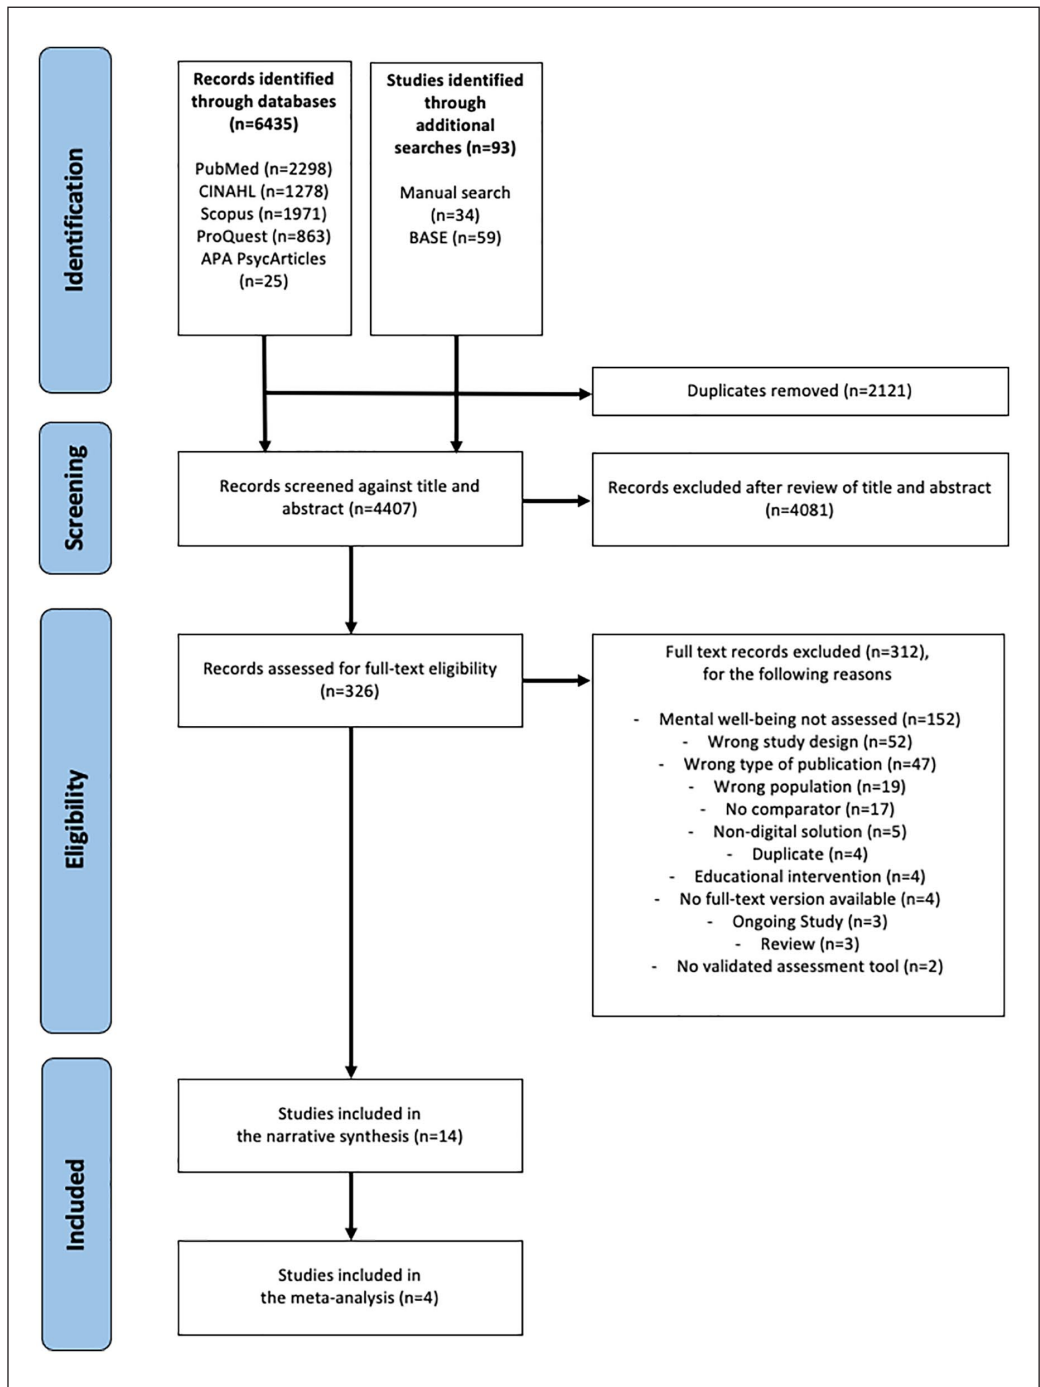 Identification
Records identified
through databases
(n=6435)
PubMed (n=2298)
CINAHL (n=1278)
Scopus (n=1971)
ProQuest (n=863)
APA PsycArticles
(n=25)
Studies identified
through
additional
searches (n=93)
Manual search
(n=34)
BASE (n=59)
Duplicates removed (n=2121)
Screening
Records screened against title and
abstract (n=4407)
Records excluded after review of title and abstract
(n=4081)
Eligibility
Records assessed for full-text eligibility
(n=326)
Full text records excluded (n=312),
for the following reasons
- Mental well-being not assessed (n=152)
- Wrong study design (n=52)
- Wrong type of publication (n=47)
- Wrong population (n=19)
- No comparator (n=17)
- Non-digital solution (n=5)
- Duplicate (n=4)
- Educational intervention (n=4)
- No full-text version available (n=4)
- Ongoing Study (n=3)
- Review (n=3)
- No validated assessment tool (n=2)
Included
Studies included in
the narrative synthesis (n=14)
Studies included in
the meta-analysis (n=4)